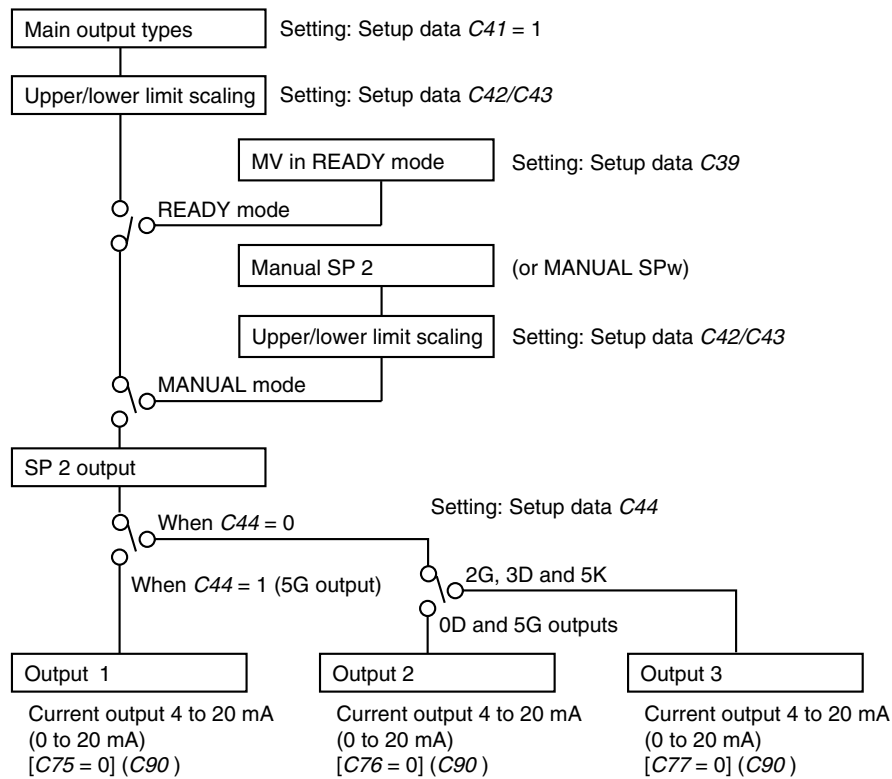 Main output types
Setting: Setup data C41 = 1
Upper/lower limit scaling
Setting: Setup data C42/C43
MV in READY mode
Setting: Setup data C39
READY mode
Manual SP 2
(or MANUAL SPw)
Upper/lower limit scaling
Setting: Setup data C42/C43
MANUAL mode
SP 2 output
Setting: Setup data C44
When C44 = 0
When C44 = 1 (5G output)
2G, 3D and 5K
0D and 5G outputs
Output 1
Current output 4 to 20 mA
(0 to 20 mA)
[C75 = 0] (C90 )
Output 2
Current output 4 to 20 mA
(0 to 20 mA)
[C76 = 0] (C90 )
Output 3
Current output 4 to 20 mA
(0 to 20 mA)
[C77 = 0] (C90 )